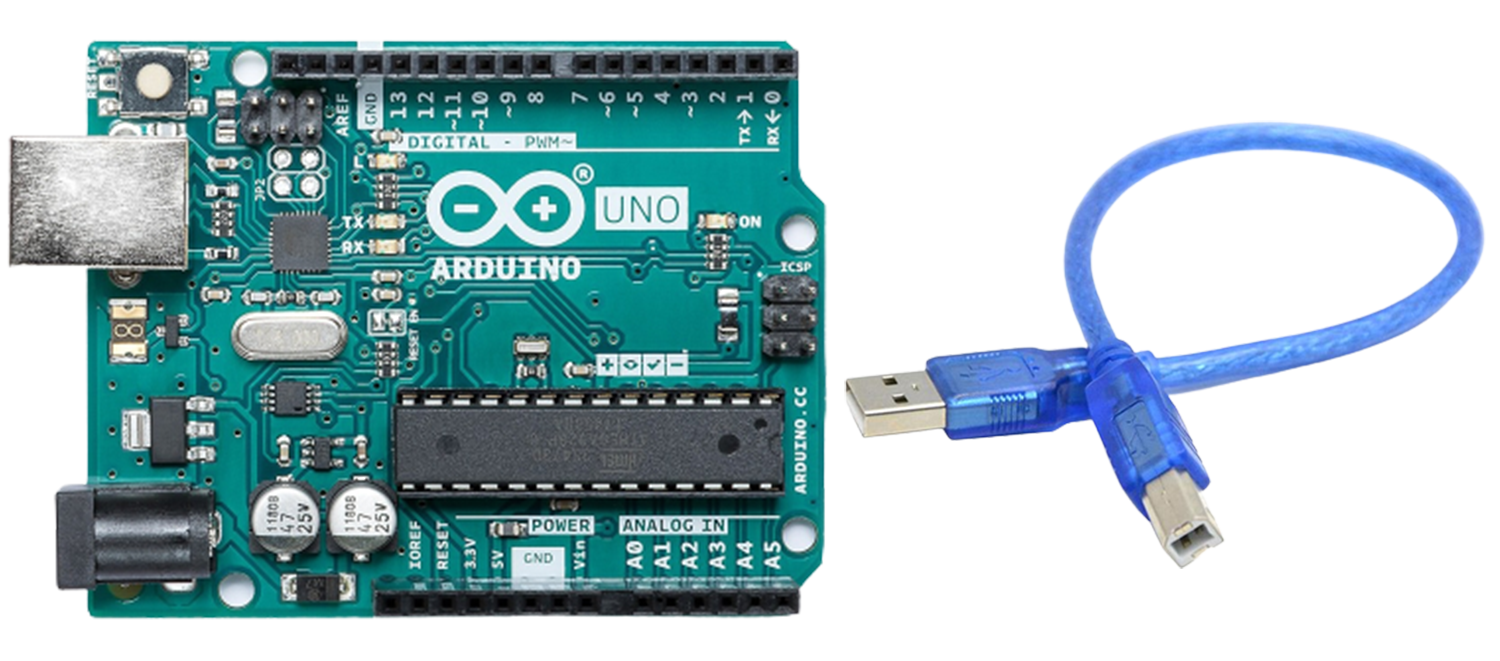 RESET
AREF
GND
13
12
~11
~10
~9
8
7
~6
~5
4
~3
2
TX→1
RX←0
DIGITAL - PWM~
JP2
TX
RX
®
UNO
ON
ARDUINO
ICSP
RESET EN
ARDUINO.CC
1180B
47
25V
1180B
47
25V
IOREF
RESET
3.3V
5V
GND
Vin
POWER
ANALOG IN
A0
A1
A2
A3
A4
A5